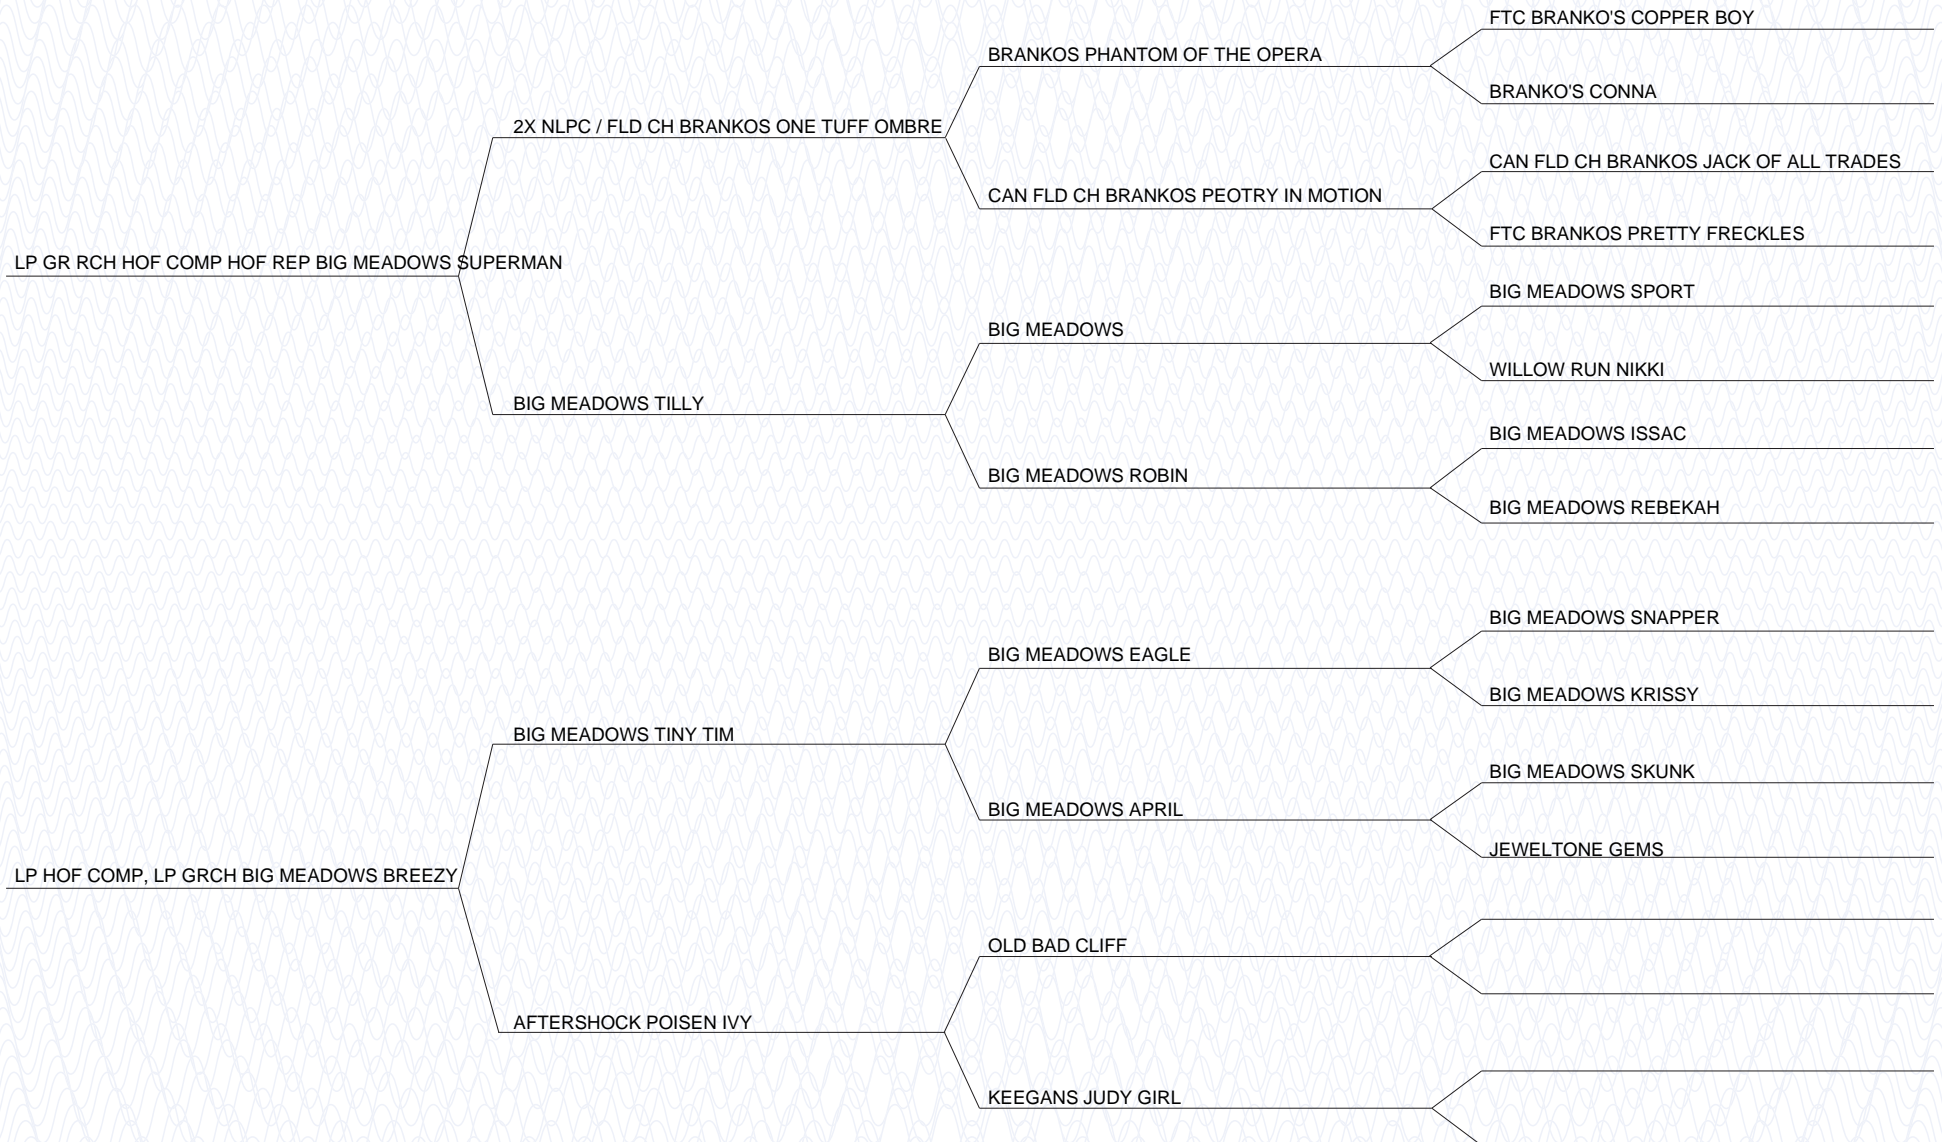 FTC BRANKO'S COPPER BOY
BRANKOS PHANTOM OF THE OPERA
BRANKO'S CONNA
2X NLPC / FLD CH BRANKOS ONE TUFF OMBRE
CAN FLD CH BRANKOS JACK OF ALL TRADES
CAN FLD CH BRANKOS PEOTRY IN MOTION
FTC BRANKOS PRETTY FRECKLES
LP GR RCH HOF COMP HOF REP BIG MEADOWS SUPERMAN
BIG MEADOWS SPORT
BIG MEADOWS
WILLOW RUN NIKKI
BIG MEADOWS TILLY
BIG MEADOWS ISSAC
BIG MEADOWS ROBIN
BIG MEADOWS REBEKAH
BIG MEADOWS SNAPPER
BIG MEADOWS EAGLE
BIG MEADOWS KRISSY
BIG MEADOWS TINY TIM
BIG MEADOWS SKUNK
BIG MEADOWS APRIL
JEWELTONE GEMS
LP HOF COMP, LP GRCH BIG MEADOWS BREEZY
OLD BAD CLIFF
AFTERSHOCK POISEN IVY
KEEGANS JUDY GIRL